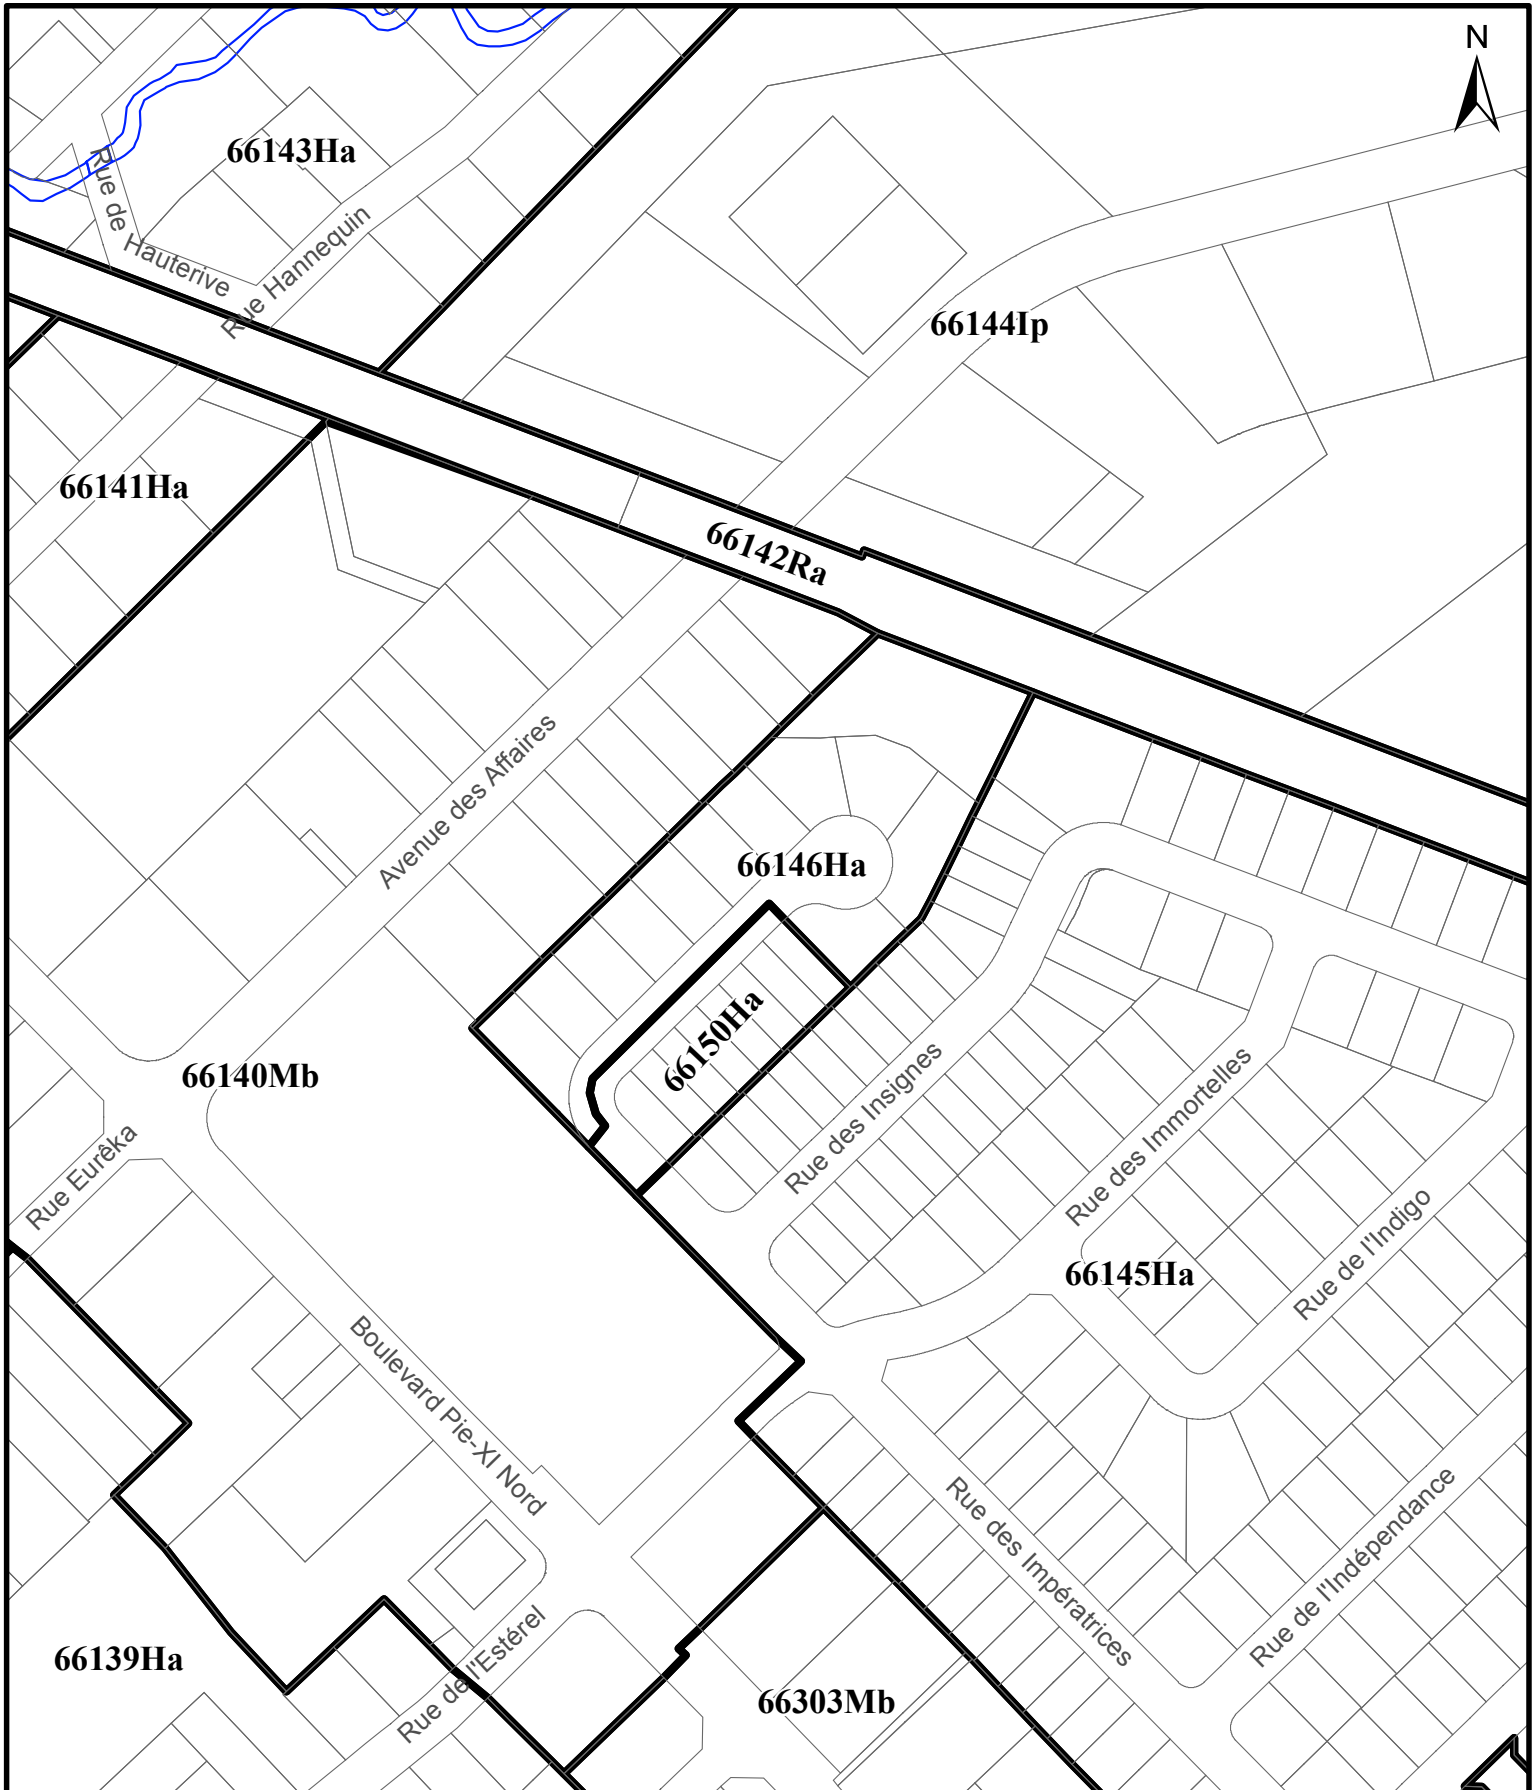 N
66143Ha
Rue de Hauterive
Rue Hannequin
66144Ip
66141Ha
66142Ra
Avenue des Affaires
66146Ha
66150Ha
66140Mb
Rue Eurêka
Rue des Insignes
Rue des Immortelles
Rue de l'Indigo
66145Ha
Boulevard Pie-XI Nord
Rue des Impératrices
Rue de l'Indépendance
66139Ha
Rue de l'Estérel
66303Mb